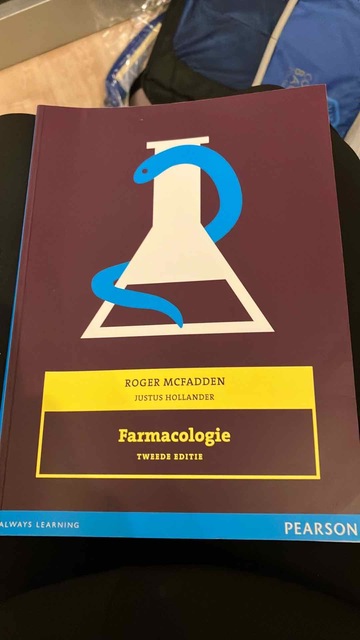 ROGER MCFADDEN
JUSTUS HOLLANDER
Farmacologie
TWEEDE EDITIE
ALWAYS LEARNING
PEARSON